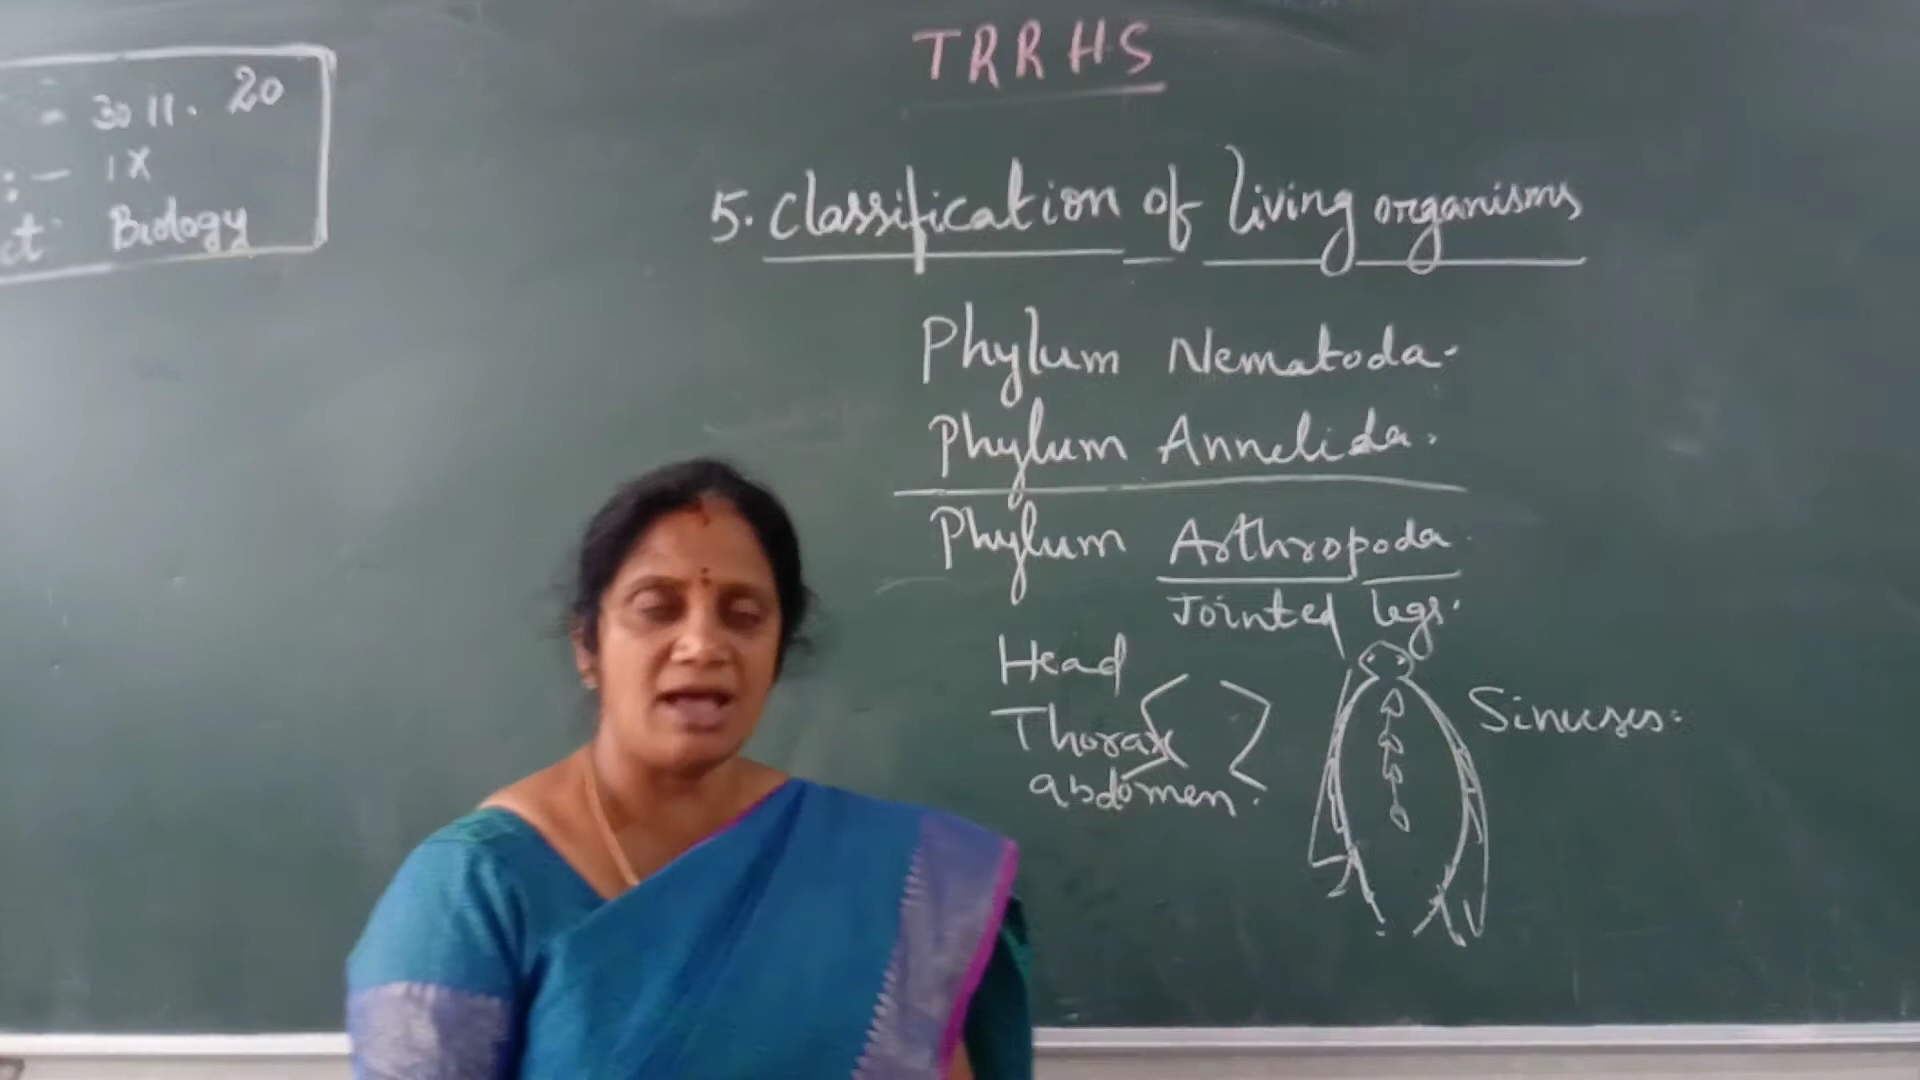 TRRHS
- 30 11. 20
:- IX
ct: Biology
5. Classification of living organisms
Phylum Nematoda.
Phylum Annelida.
Phylum Arthropoda
Jointed legs.
Head
Thorax
abdomen.
Sinuses.